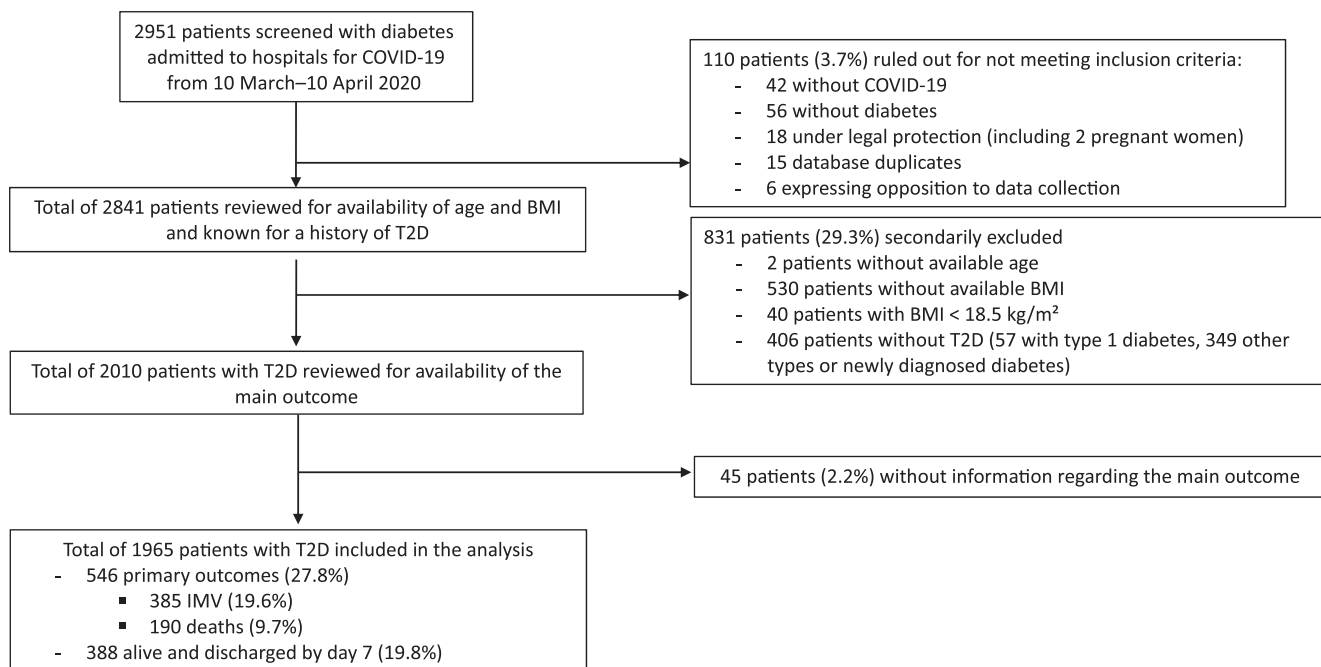 2951 patients screened with diabetes
admitted to hospitals for COVID-19
from 10 March–10 April 2020
110 patients (3.7%) ruled out for not meeting inclusion criteria:
- 42 without COVID-19
- 56 without diabetes
- 18 under legal protection (including 2 pregnant women)
- 15 database duplicates
- 6 expressing opposition to data collection
Total of 2841 patients reviewed for availability of age and BMI
and known for a history of T2D
831 patients (29.3%) secondarily excluded
- 2 patients without available age
- 530 patients without available BMI
- 40 patients with BMI < 18.5 kg/m²
- 406 patients without T2D (57 with type 1 diabetes, 349 other
types or newly diagnosed diabetes)
Total of 2010 patients with T2D reviewed for availability of the
main outcome
45 patients (2.2%) without information regarding the main outcome
Total of 1965 patients with T2D included in the analysis
- 546 primary outcomes (27.8%)
▪ 385 IMV (19.6%)
▪ 190 deaths (9.7%)
- 388 alive and discharged by day 7 (19.8%)